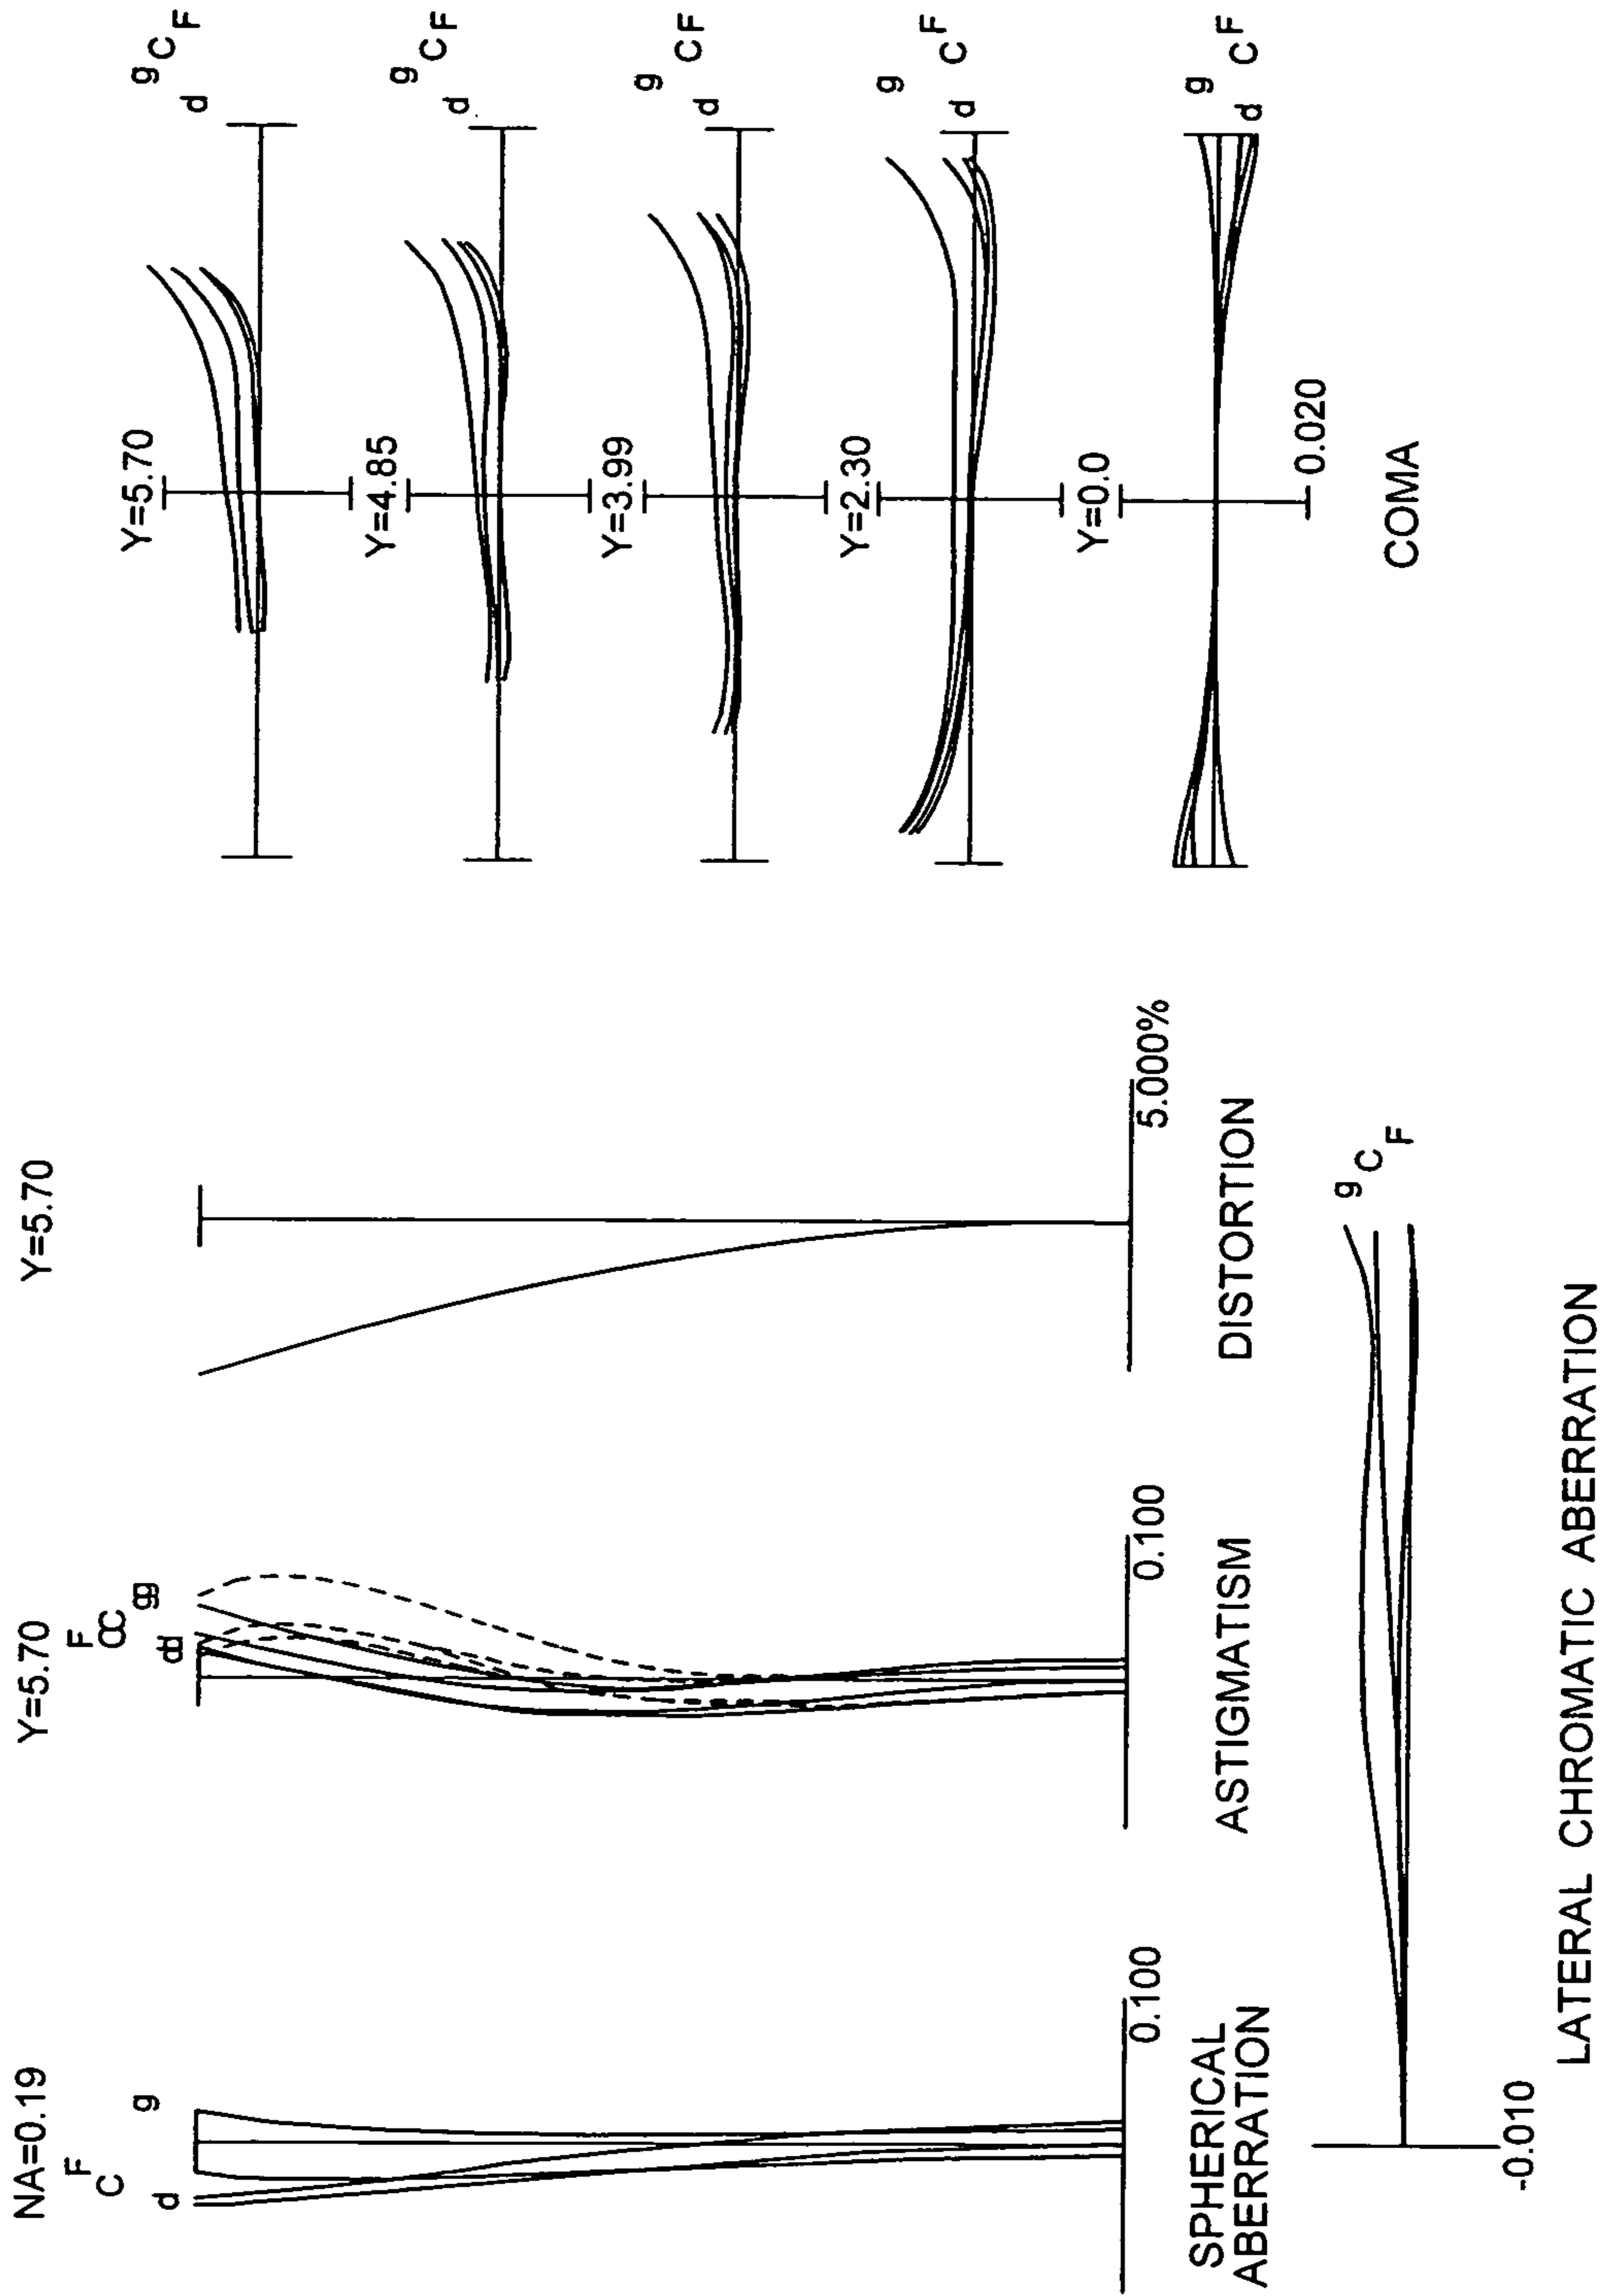 NA=0.19
F
C
d
g
0.100
SPHERICAL
ABERRATION
Y=5.70
F
CC
dd
gg
0.100
ASTIGMATISM
Y=5.70
5.000%
DISTORTION
Y=5.70
d
g
C
F
Y=4.85
d
g
C
F
Y=3.99
d
g
C
F
Y=2.30
d
g
C
F
Y=0.0
d
g
C
F
0.020
COMA
g
C
F
-0.010
LATERAL CHROMATIC ABERRATION